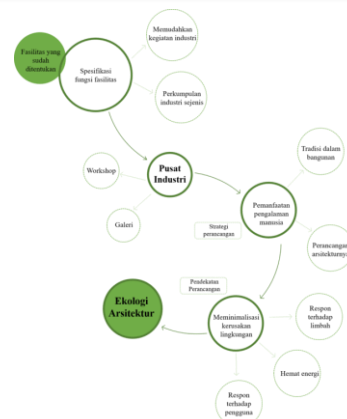 Memudahkan
kegiatan industri
Fasilitas yang
sudah
ditentukan
Spesifikasi
fungsi fasilitas
Perkumpulan
industri sejenis
Workshop
Pusat
Industri
Galeri
Tradisi dalam
bangunan
Pemanfaatan
pengalaman
manusia
Strategi
perancangan
Perancangan
arsitekturnya
Pendekatan
Perancangan
Ekologi
Arsitektur
Meminimalisasi
kerusakan
lingkungan
Respon
terhadap
limbah
Hemat energi
Respon
terhadap
pengguna